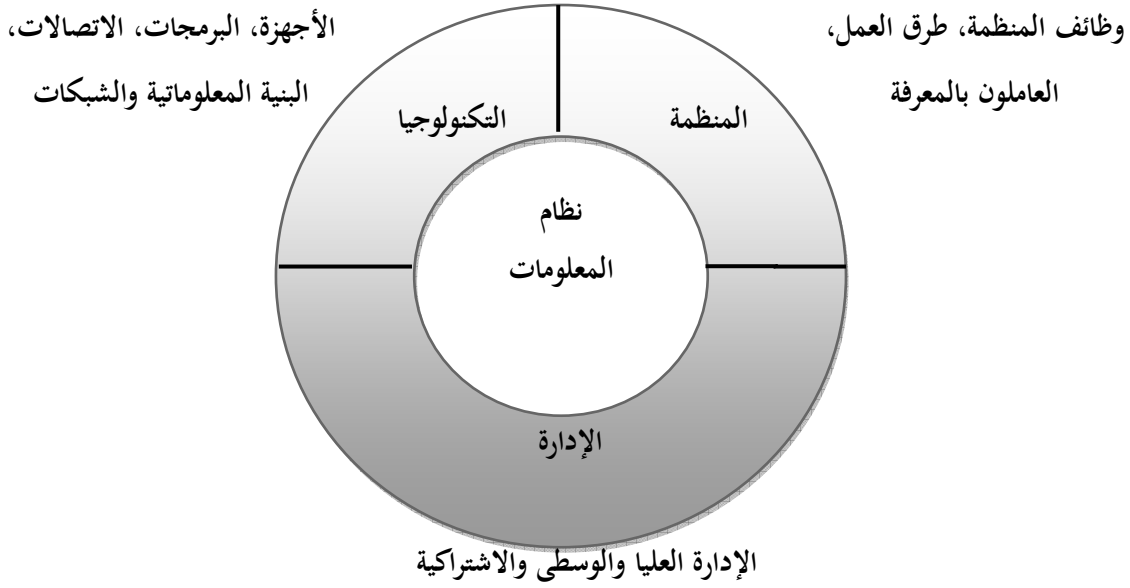 وظائف المنظمة، طرق العمل،
العاملون بالمعرفة
الأجهزة، البرمجات، الاتصالات،
البنية المعلوماتية والشبكات
المنظمة
التكنولوجيا
نظام
المعلومات
الإدارة
الإدارة العليا والوسطى والاشتراكية